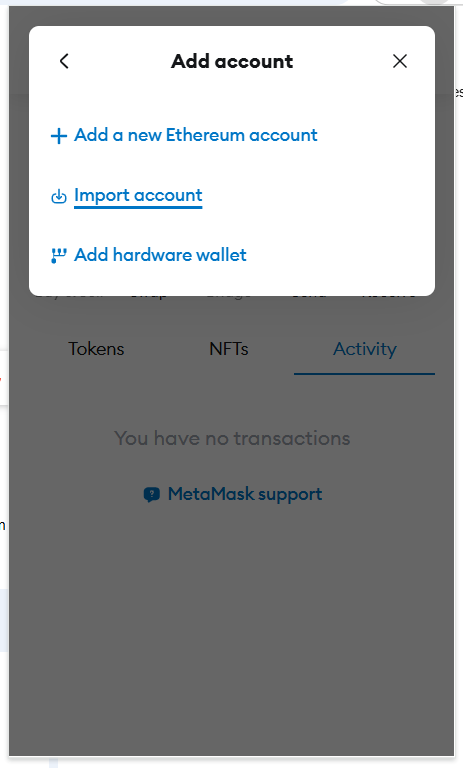 Add account
Add a new Ethereum account
Import account
Add hardware wallet
Tokens NFTs Activity
You have no transactions
MetaMask support